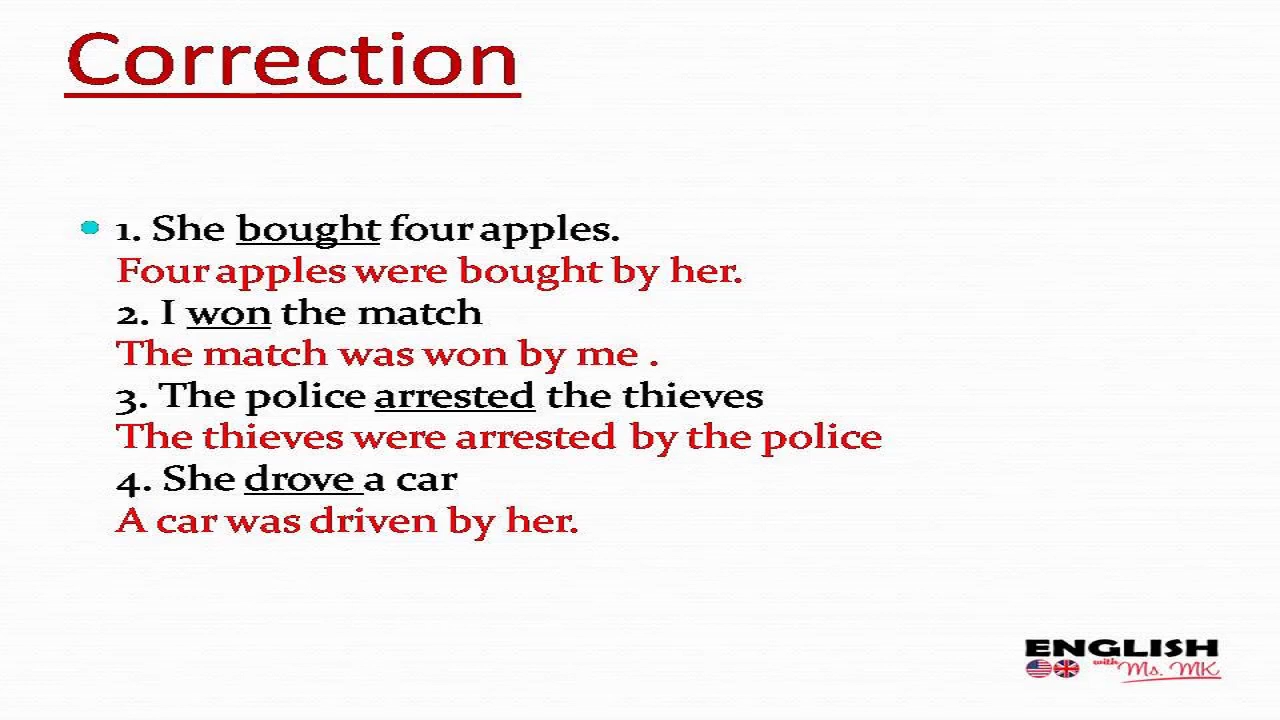 Correction
1. She bought four apples.
Four apples were bought by her.
2. I won the match
The match was won by me .
3. The police arrested the thieves
The thieves were arrested by the police
4. She drove a car
A car was driven by her.
ENGLISH
with Ms. MK